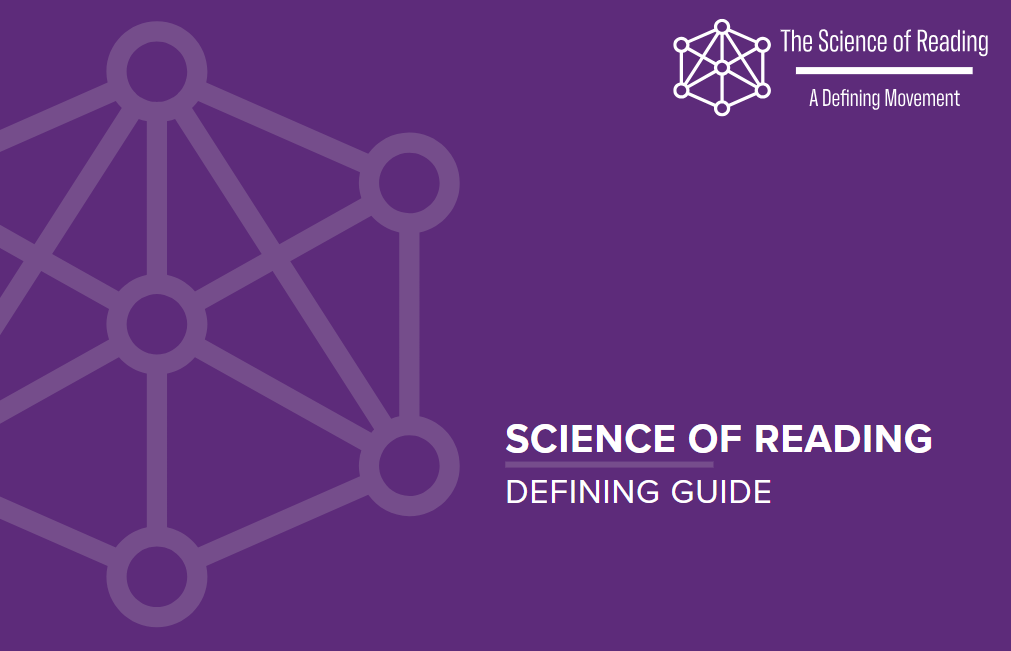 The Science of Reading
A Defining Movement
SCIENCE OF READING
DEFINING GUIDE